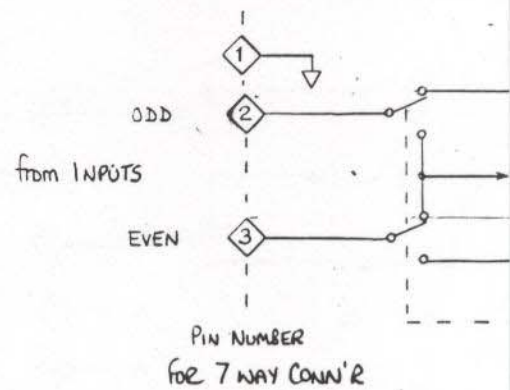 1
ODD 2
from INPUTS
EVEN 3
PIN NUMBER
FOR 7 WAY CONN'R